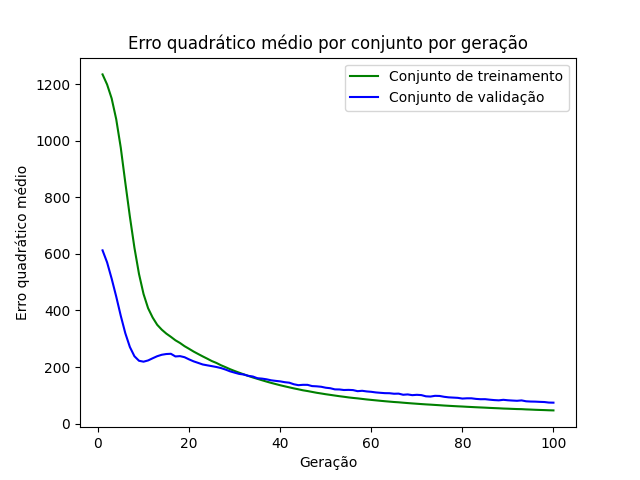 Erro quadrático médio por conjunto por geração
Conjunto de treinamento
Conjunto de validação
Erro quadrático médio
1200
1000
800
600
400
200
0
0 20 40 60 80 100
Geração